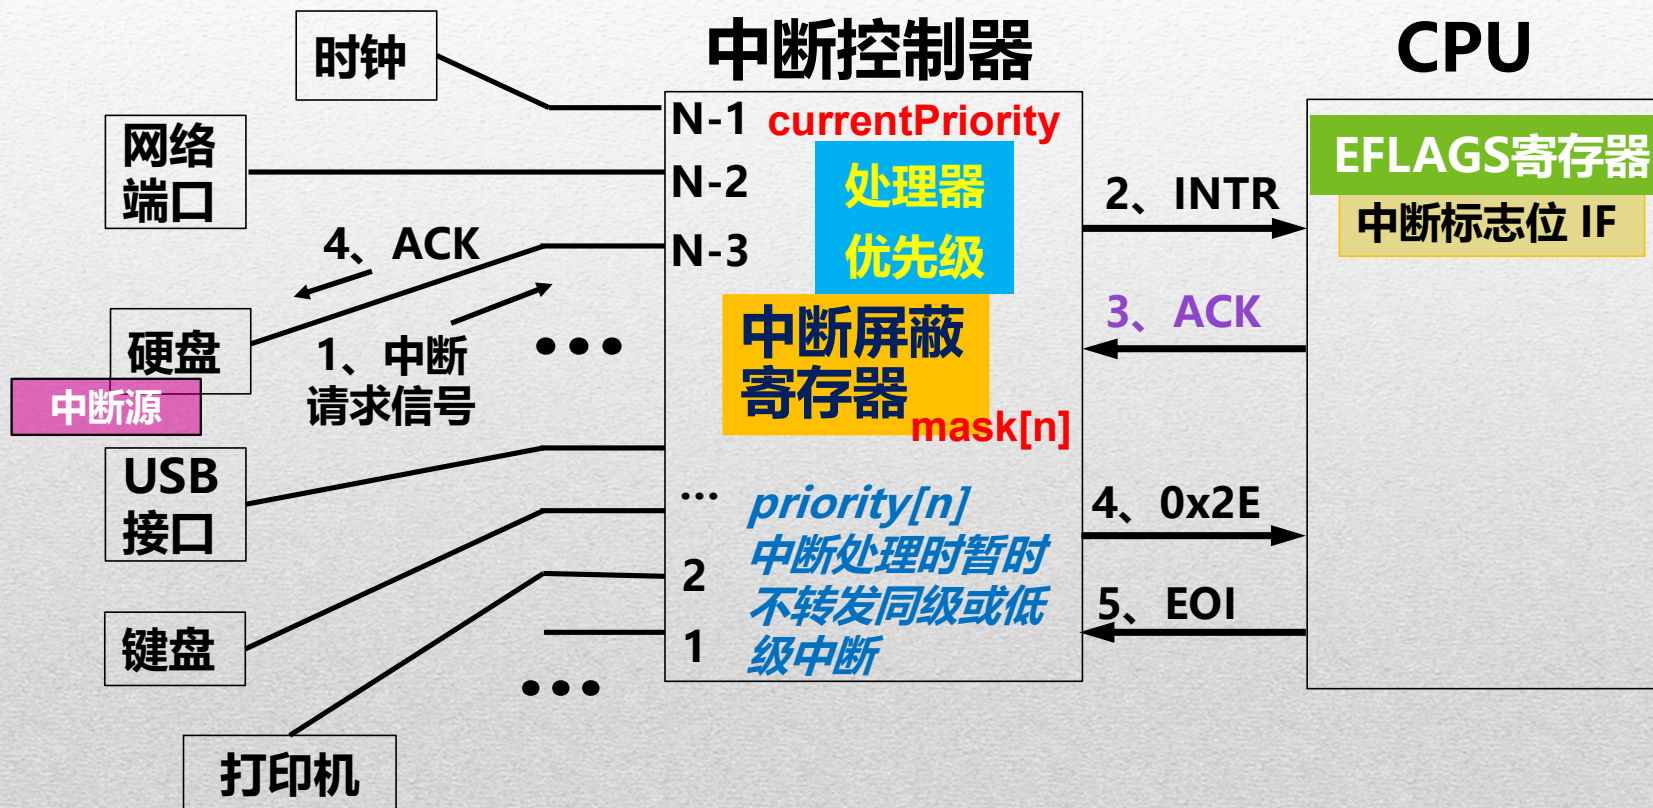 时钟
中断控制器
CPU
网络
端口
N-1
currentPriority
N-2
处理器
优先级
N-3
4、ACK
2、INTR
EFLAGS寄存器
中断标志位 IF
硬盘
中断源
1、中断
请求信号
•••
中断屏蔽
寄存器
mask[n]
3、ACK
USB
接口
...
priority[n]
中断处理时暂时
不转发同级或低
级中断
2
1
4、0x2E
5、EOI
键盘
•••
打印机